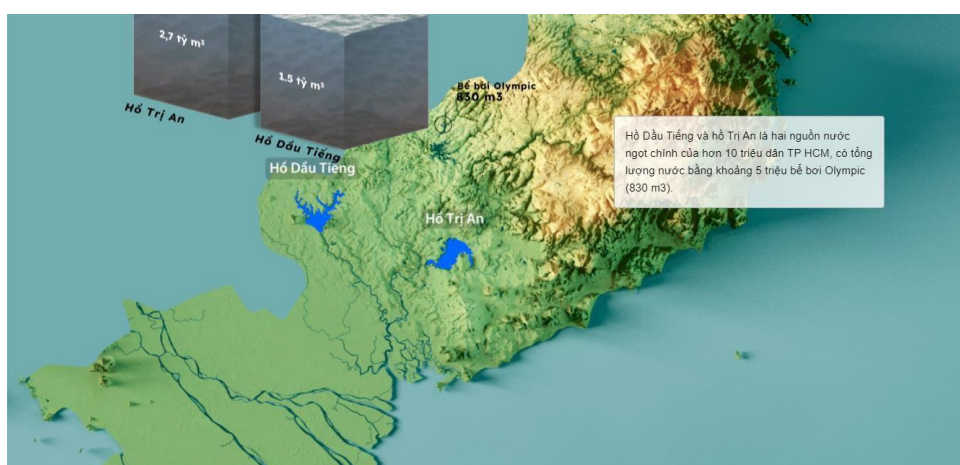 2,7 tỷ m³
1.5 tỷ m³
Hồ Trị An
Hồ Dầu Tiếng
Bể bơi Olympic
830 m3
Hồ Dầu Tiếng
Hồ Trị An
Hồ Dầu Tiếng và hồ Trị An là hai nguồn nước
ngọt chính của hơn 10 triệu dân TP HCM, có tổng
lượng nước bằng khoảng 5 triệu bể bơi Olympic
(830 m3).